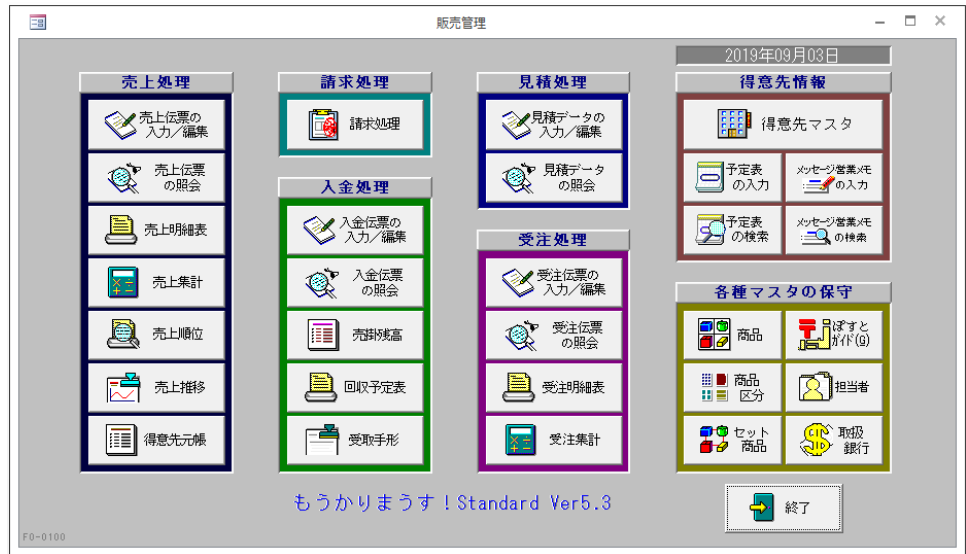 販売管理
2019年09月03日
売上処理
売上伝票の
入力／編集
売上伝票
の照会
売上明細表
売上集計
売上順位
売上推移
得意先元帳
請求処理
請求処理
入金処理
入金伝票の
入力／編集
入金伝票
の照会
売掛残高
回収予定表
受取手形
見積処理
見積データの
入力／編集
見積データ
の照会
受注処理
受注伝票の
入力／編集
受注伝票
の照会
受注明細表
受注集計
得意先情報
得意先マスタ
予定表
の入力
メッセージ営業メモ
の入力
予定表
の検索
メッセージ営業メモ
の検索
各種マスタの保守
商品
ぽすと
ガイド(G)
商品
区分
担当者
セット
商品
取扱
銀行
もうかりまうす！Standard Ver5.3
終了
F0-0100